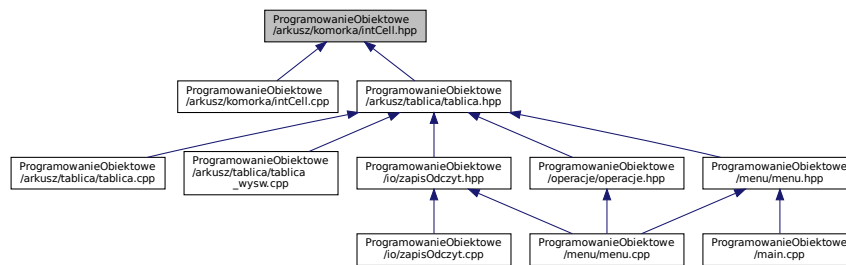 ProgramowanieObiektowe
/arkusz/komorka/intCell.hpp
ProgramowanieObiektowe
/arkusz/komorka/intCell.cpp
ProgramowanieObiektowe
/arkusz/tablica/tablica.hpp
ProgramowanieObiektowe
/arkusz/tablica/tablica.cpp
ProgramowanieObiektowe
/arkusz/tablica/tablica
_wysw.cpp
ProgramowanieObiektowe
/io/zapisOdczyt.hpp
ProgramowanieObiektowe
/operacje/operacje.hpp
ProgramowanieObiektowe
/menu/menu.hpp
ProgramowanieObiektowe
/io/zapisOdczyt.cpp
ProgramowanieObiektowe
/menu/menu.cpp
ProgramowanieObiektowe
/main.cpp